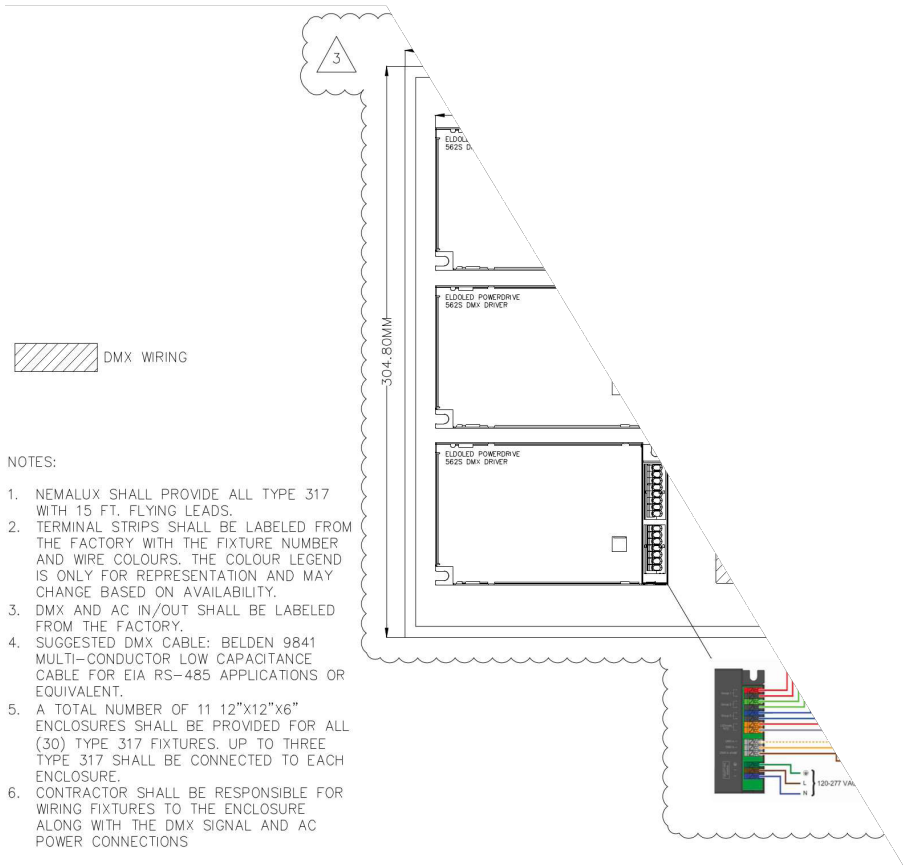 3
ELDOL
562S D
ELDOLED POWERDRIVE
562S DMX DRIVER
304.80MM
DMX WIRING
ELDOLED POWERDRIVE
562S DMX DRIVER
NOTES:
1. NEMALUX SHALL PROVIDE ALL TYPE 317
WITH 15 FT. FLYING LEADS.
2. TERMINAL STRIPS SHALL BE LABELED FROM
THE FACTORY WITH THE FIXTURE NUMBER
AND WIRE COLOURS. THE COLOUR LEGEND
IS ONLY FOR REPRESENTATION AND MAY
CHANGE BASED ON AVAILABILITY.
3. DMX AND AC IN/OUT SHALL BE LABELED
FROM THE FACTORY.
4. SUGGESTED DMX CABLE: BELDEN 9841
MULTI-CONDUCTOR LOW CAPACITANCE
CABLE FOR EIA RS-485 APPLICATIONS OR
EQUIVALENT.
5. A TOTAL NUMBER OF 11 12"X12"X6"
ENCLOSURES SHALL BE PROVIDED FOR ALL
(30) TYPE 317 FIXTURES. UP TO THREE
TYPE 317 SHALL BE CONNECTED TO EACH
ENCLOSURE.
6. CONTRACTOR SHALL BE RESPONSIBLE FOR
WIRING FIXTURES TO THE ENCLOSURE
ALONG WITH THE DMX SIGNAL AND AC
POWER CONNECTIONS
L
120-277 VA
N